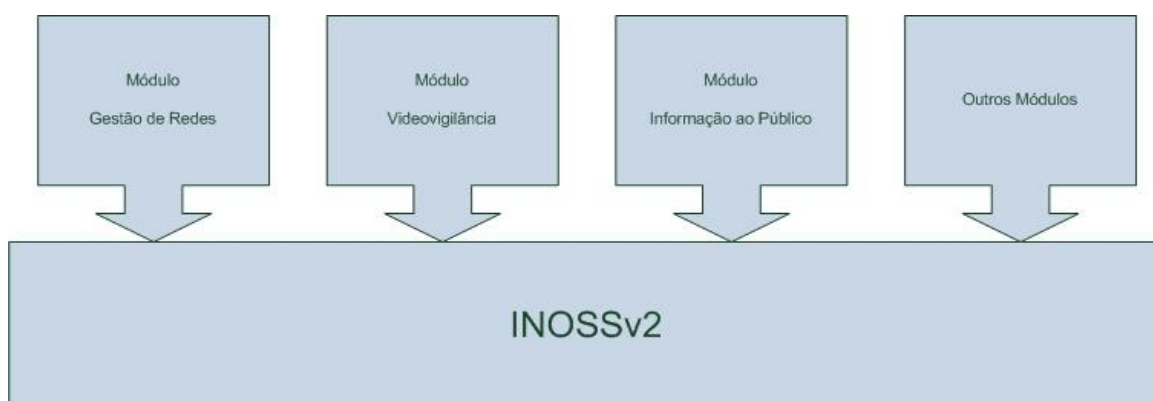 Módulo
Gestão de Redes
Módulo
Videovigilância
Módulo
Informação ao Público
Outros Módulos
INOSSv2